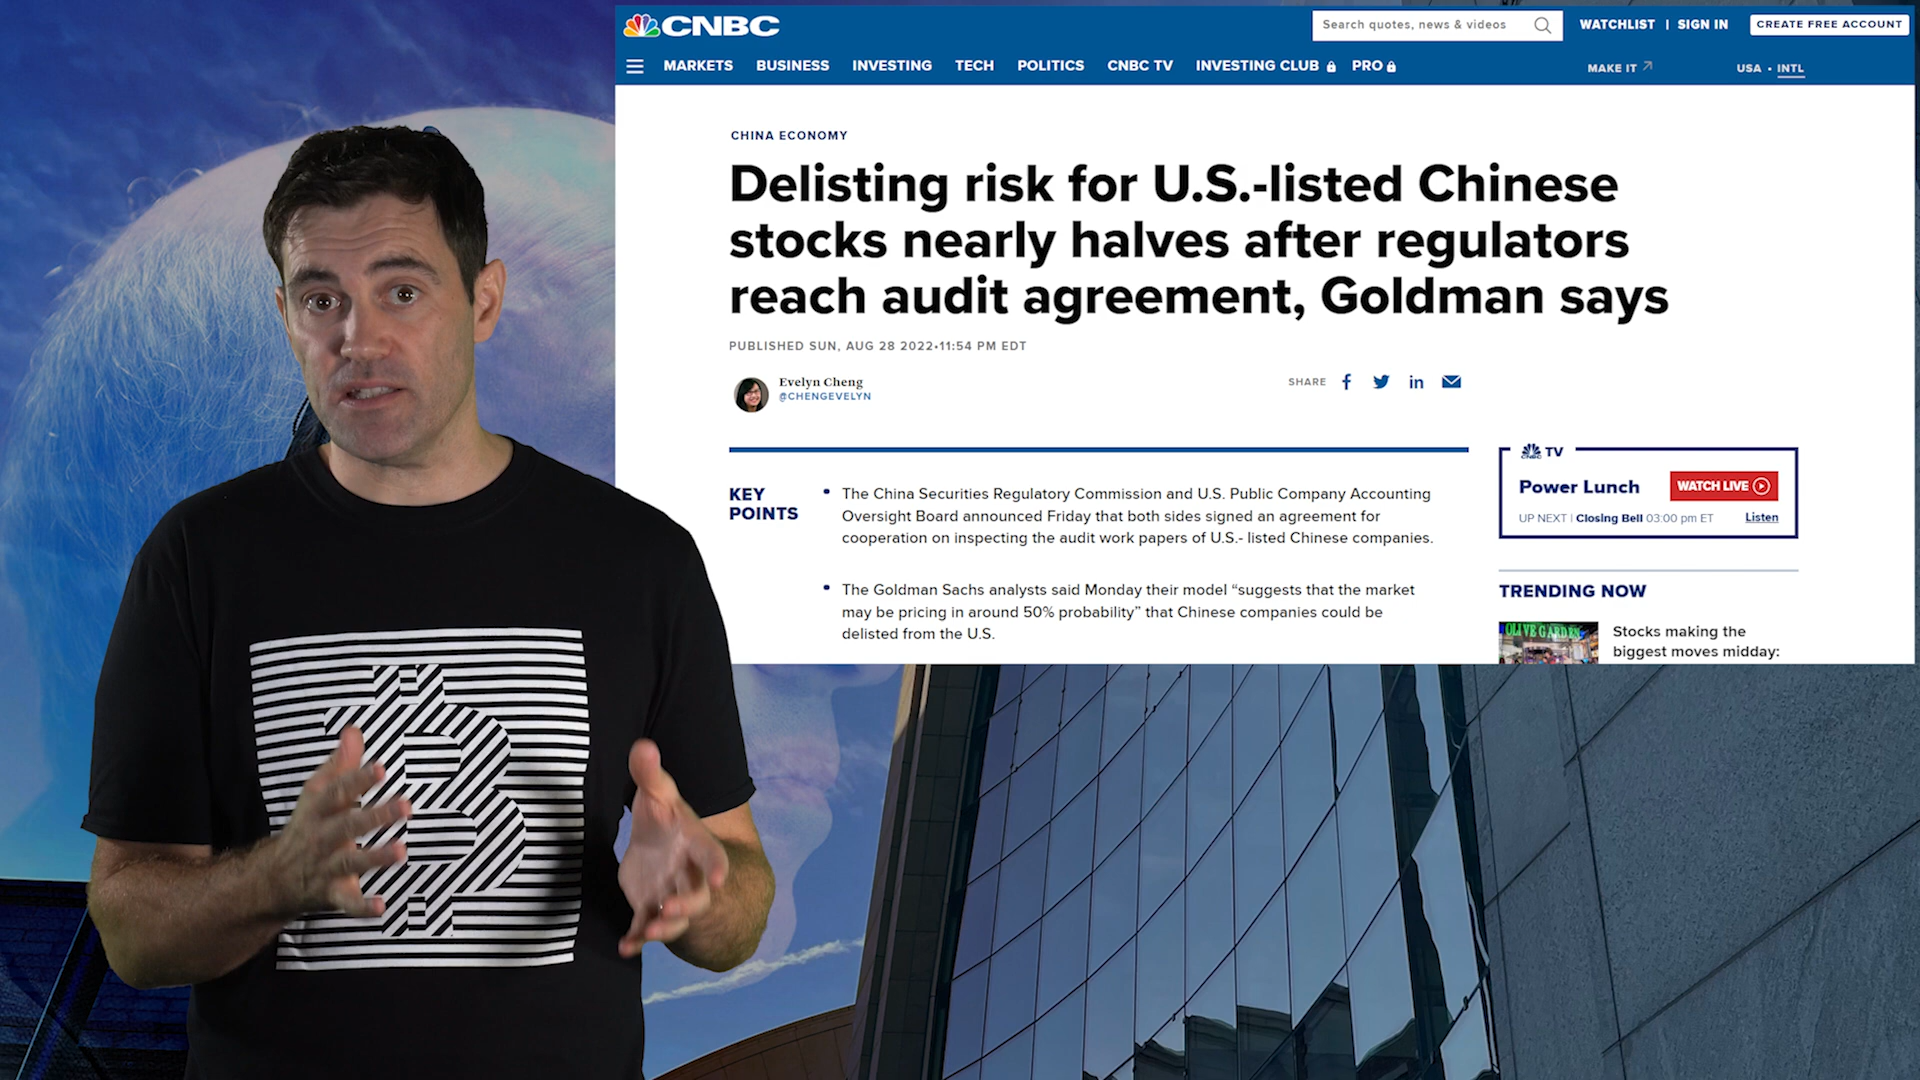 CNBC
Search quotes, news & videos
WATCHLIST | SIGN IN
CREATE FREE ACCOUNT
MARKETS BUSINESS INVESTING TECH POLITICS CNBC TV INVESTING CLUB PRO
MAKE IT
USA • INTL
CHINA ECONOMY
Delisting risk for U.S.-listed Chinese
stocks nearly halves after regulators
reach audit agreement, Goldman says
PUBLISHED SUN, AUG 28 2022•11:54 PM EDT
Evelyn Cheng
@CHENGEVELYN
SHARE
KEY
POINTS
• The China Securities Regulatory Commission and U.S. Public Company Accounting
Oversight Board announced Friday that both sides signed an agreement for
cooperation on inspecting the audit work papers of U.S.- listed Chinese companies.
• The Goldman Sachs analysts said Monday their model “suggests that the market
may be pricing in around 50% probability” that Chinese companies could be
delisted from the U.S.
CNBC TV
Power Lunch
WATCH LIVE
UP NEXT | Closing Bell 03:00 pm ET
Listen
TRENDING NOW
OLIVE GARDEN
Stocks making the
biggest moves midday: